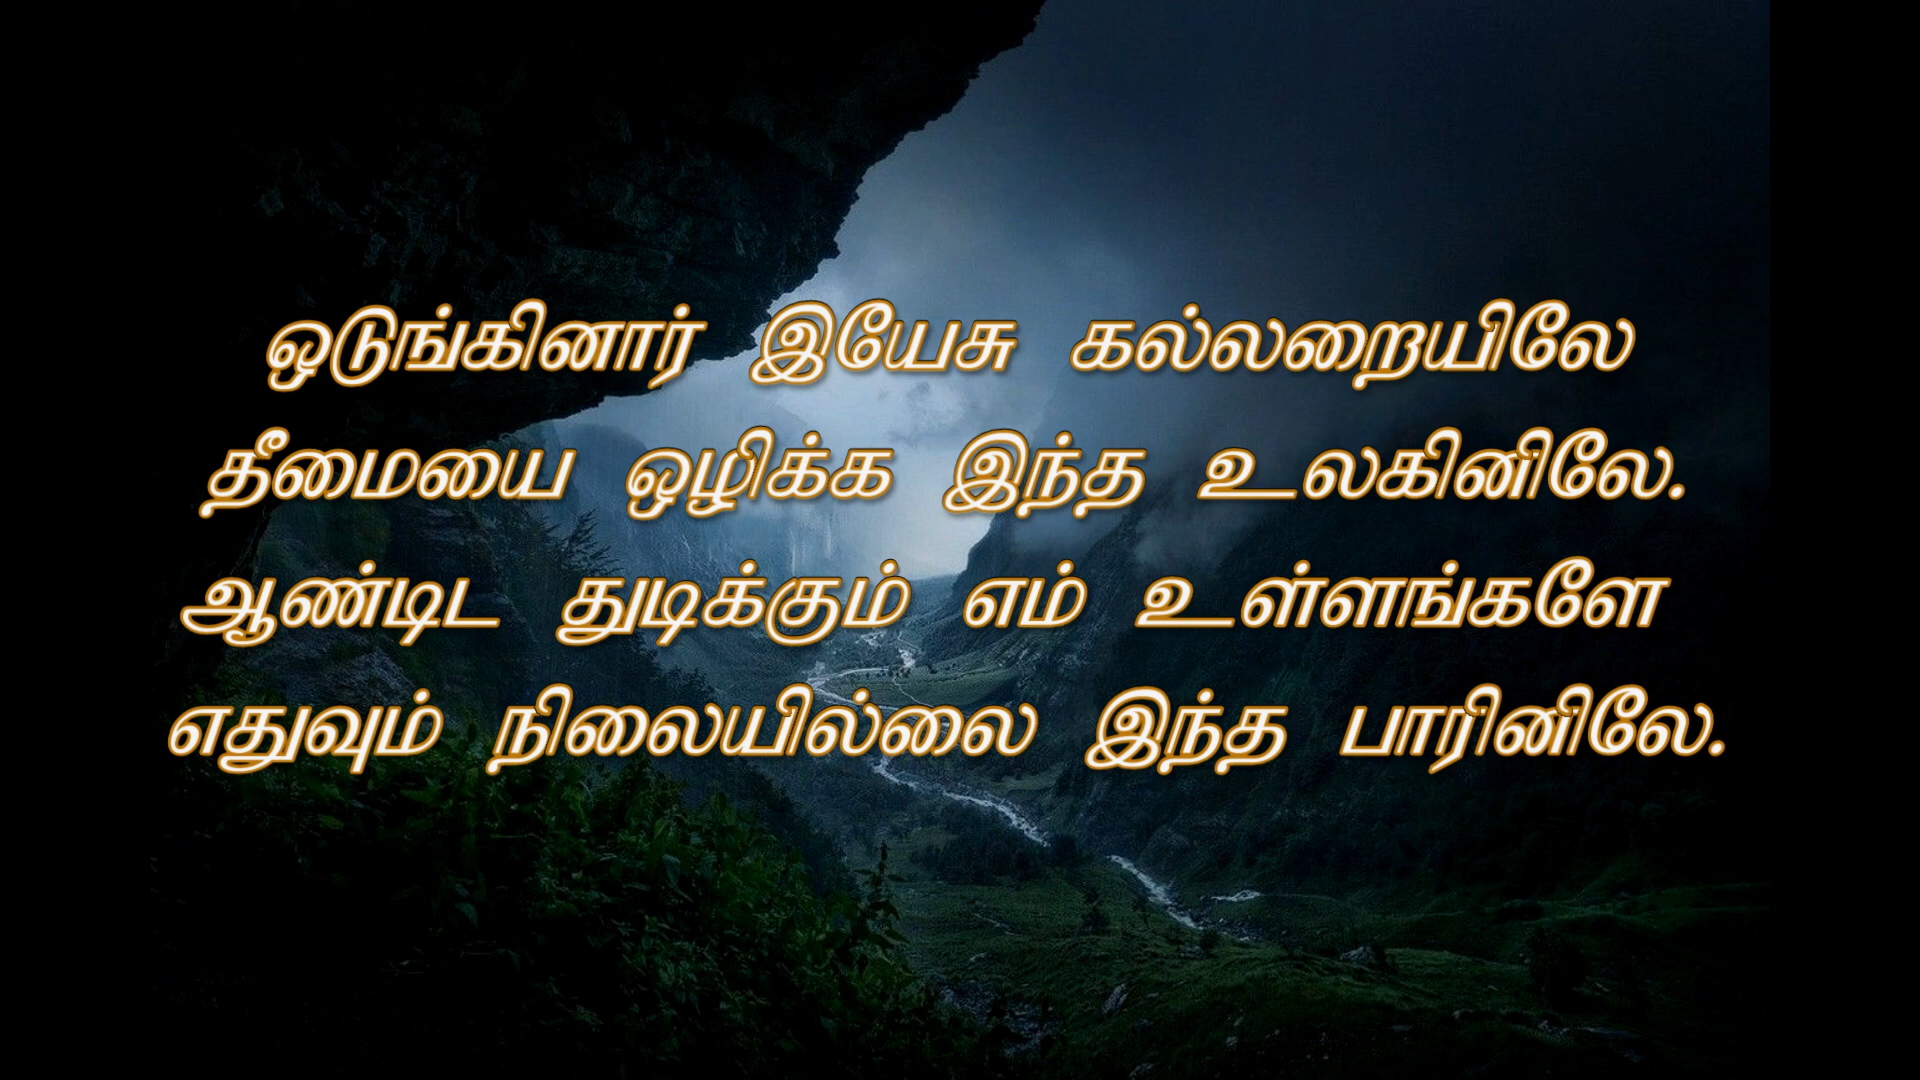 ஒடுங்கினார் இயேசு கல்லறையிலே
தீமையை ஒழிக்க இந்த உலகினிலே.
ஆண்டிட துடிக்கும் எம் உள்ளங்களே
எதுவும் நிலையில்லை இந்த பாரினிலே.